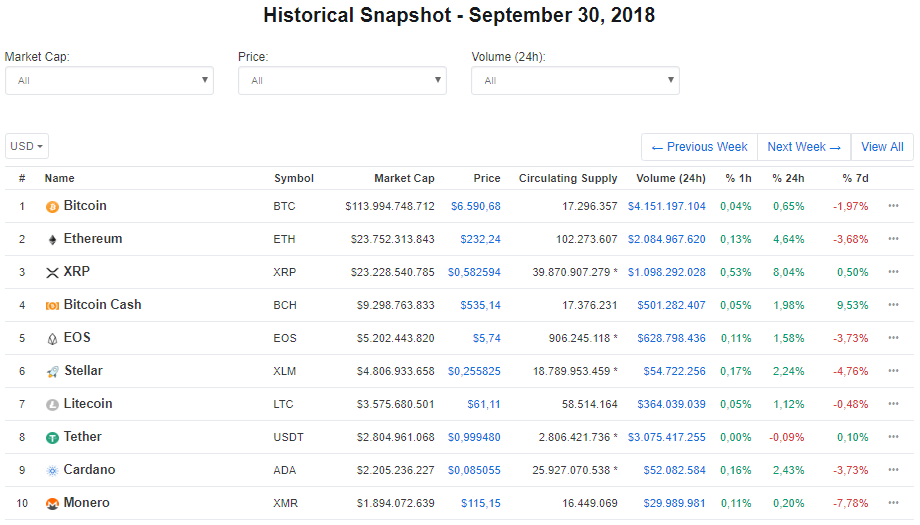 Historical Snapshot - September 30, 2018
Market Cap: Price: Volume (24h):
All All All
USD ← Previous Week Next Week → View All
# Name Symbol Market Cap Price Circulating Supply Volume (24h) % 1h % 24h % 7d
1 Bitcoin BTC $113.994.748.712 $6.590,68 17.296.357 $4.151.197.104 0,04% 0,65% -1,97%
2 Ethereum ETH $23.752.313.843 $232,24 102.273.607 $2.084.967.620 0,13% 4,64% -3,68%
3 XRP XRP $23.228.540.785 $0,582594 39.870.907.279 * $1.098.292.028 0,53% 8,04% 0,50%
4 Bitcoin Cash BCH $9.298.763.833 $535,14 17.376.231 $501.282.407 0,05% 1,98% 9,53%
5 EOS EOS $5.202.443.820 $5,74 906.245.118 * $628.798.436 0,11% 1,58% -3,73%
6 Stellar XLM $4.806.933.658 $0,255825 18.789.953.459 * $54.722.256 0,17% 2,24% -4,76%
7 Litecoin LTC $3.575.680.501 $61,11 58.514.164 $364.039.039 0,05% 1,12% -0,48%
8 Tether USDT $2.804.961.068 $0,999480 2.806.421.736 * $3.075.417.255 0,00% -0,09% 0,10%
9 Cardano ADA $2.205.236.227 $0,085055 25.927.070.538 * $52.082.584 0,16% 2,43% -3,73%
10 Monero XMR $1.894.072.639 $115,15 16.449.069 $29.989.981 0,11% 0,20% -7,78%